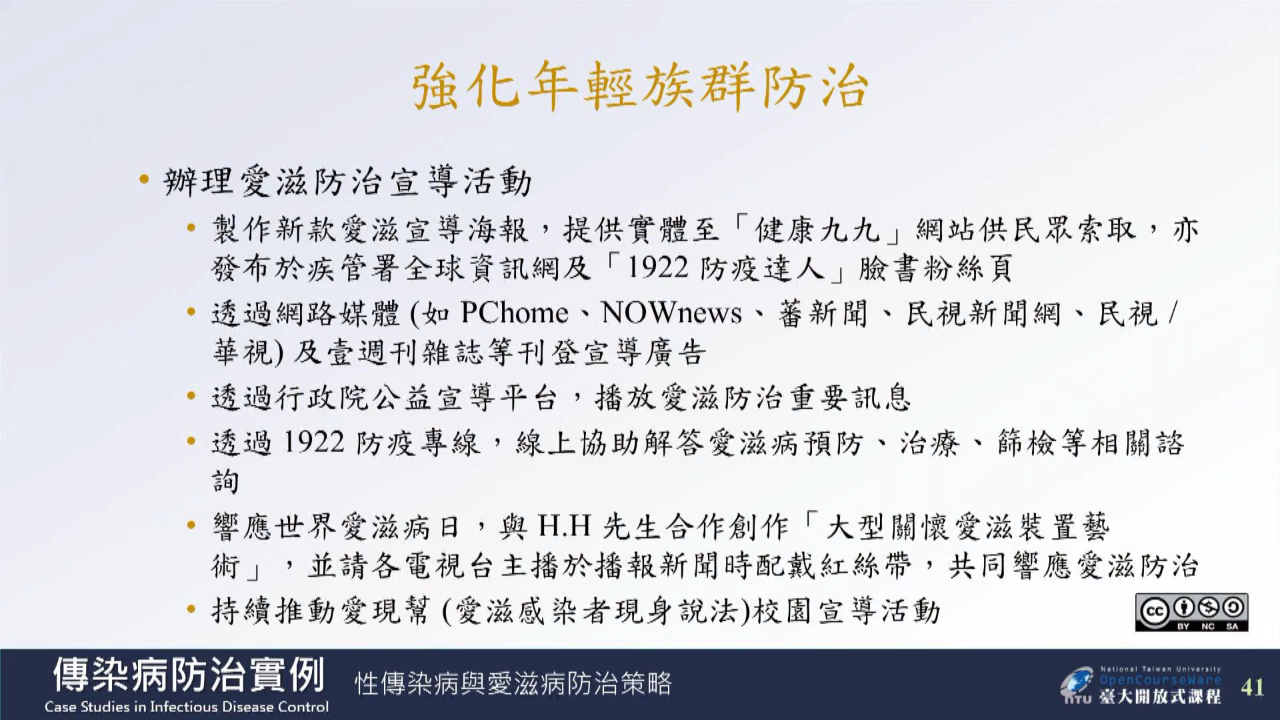 強化年輕族群防治
• 辦理愛滋防治宣導活動
• 製作新款愛滋宣導海報，提供實體至「健康九九」網站供民眾索取，亦
發布於疾管署全球資訊網及「1922 防疫達人」臉書粉絲頁
• 透過網路媒體 (如 PChome、NOWnews、蕃新聞、民視新聞網、民視 /
華視) 及壹週刊雜誌等刊登宣導廣告
• 透過行政院公益宣導平台，播放愛滋防治重要訊息
• 透過 1922 防疫專線，線上協助解答愛滋病預防、治療、篩檢等相關諮
詢
• 響應世界愛滋病日，與 H.H 先生合作創作「大型關懷愛滋裝置藝
術」，並請各電視台主播於播報新聞時配戴紅絲帶，共同響應愛滋防治
• 持續推動愛現幫 (愛滋感染者現身說法)校園宣導活動
cc BY NC SA
傳染病防治實例
Case Studies in Infectious Disease Control
性傳染病與愛滋病防治策略
NTU
National Taiwan University
OpenCourseWare
臺大開放式課程
41